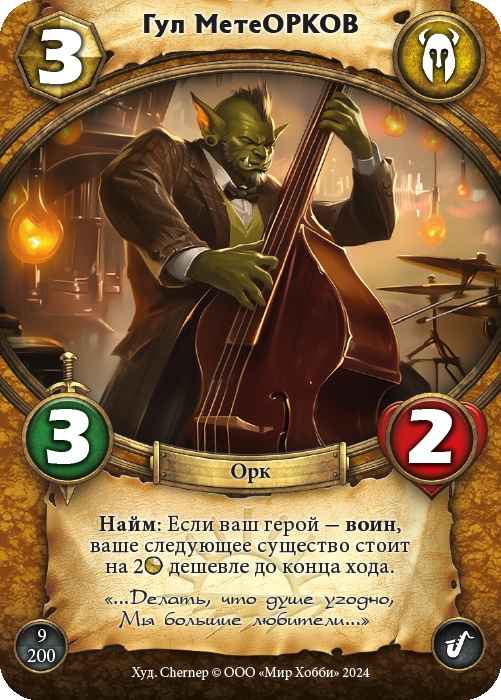 3
Гул МетеОРКОВ
3
2
Орк
Найм: Если ваш герой — воин,
ваше следующее существо стоит
на 2 дешевле до конца хода.
«...Делать, что душе угодно,
Мы большие любители...»
9
200
Худ. Chernep © ООО «Мир Хобби» 2024